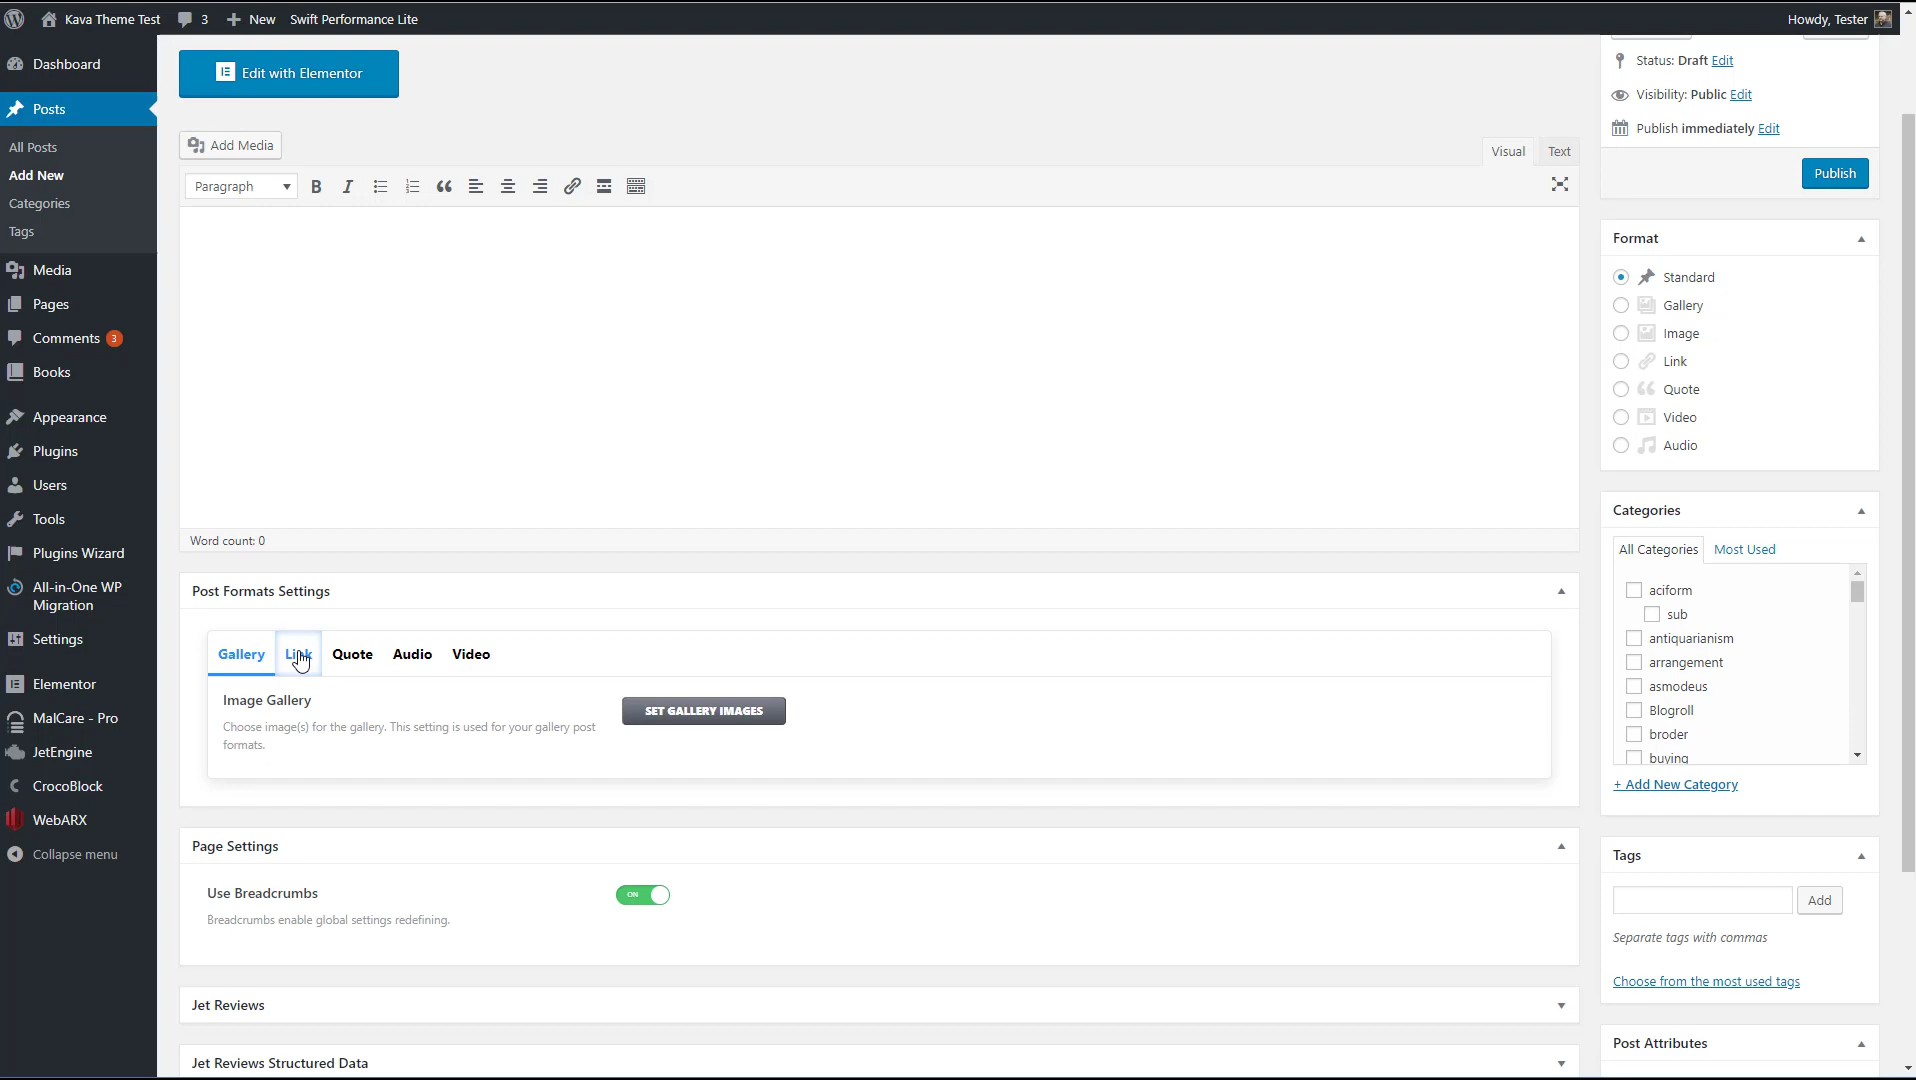 Kava Theme Test
3
New
Swift Performance Lite
Howdy, Tester
Dashboard
Posts
All Posts
Add New
Categories
Tags
Media
Pages
Comments 3
Books
Appearance
Plugins
Users
Tools
Plugins Wizard
All-in-One WP
Migration
Settings
Elementor
MalCare - Pro
JetEngine
CrocoBlock
WebARX
Collapse menu
Edit with Elementor
Add Media
Visual
Text
Paragraph
B I
Word count: 0
Post Formats Settings
Gallery
Link
Quote
Audio
Video
Image Gallery
Choose image(s) for the gallery. This setting is used for your gallery post
formats.
SET GALLERY IMAGES
Page Settings
Use Breadcrumbs
ON
Breadcrumbs enable global settings redefining.
Jet Reviews
Jet Reviews Structured Data
Status: Draft Edit
Visibility: Public Edit
Publish immediately Edit
Publish
Format
Standard
Gallery
Image
Link
Quote
Video
Audio
Categories
All Categories
Most Used
aciform
sub
antiquarianism
arrangement
asmodeus
Blogroll
broder
buying
+ Add New Category
Tags
Add
Separate tags with commas
Choose from the most used tags
Post Attributes